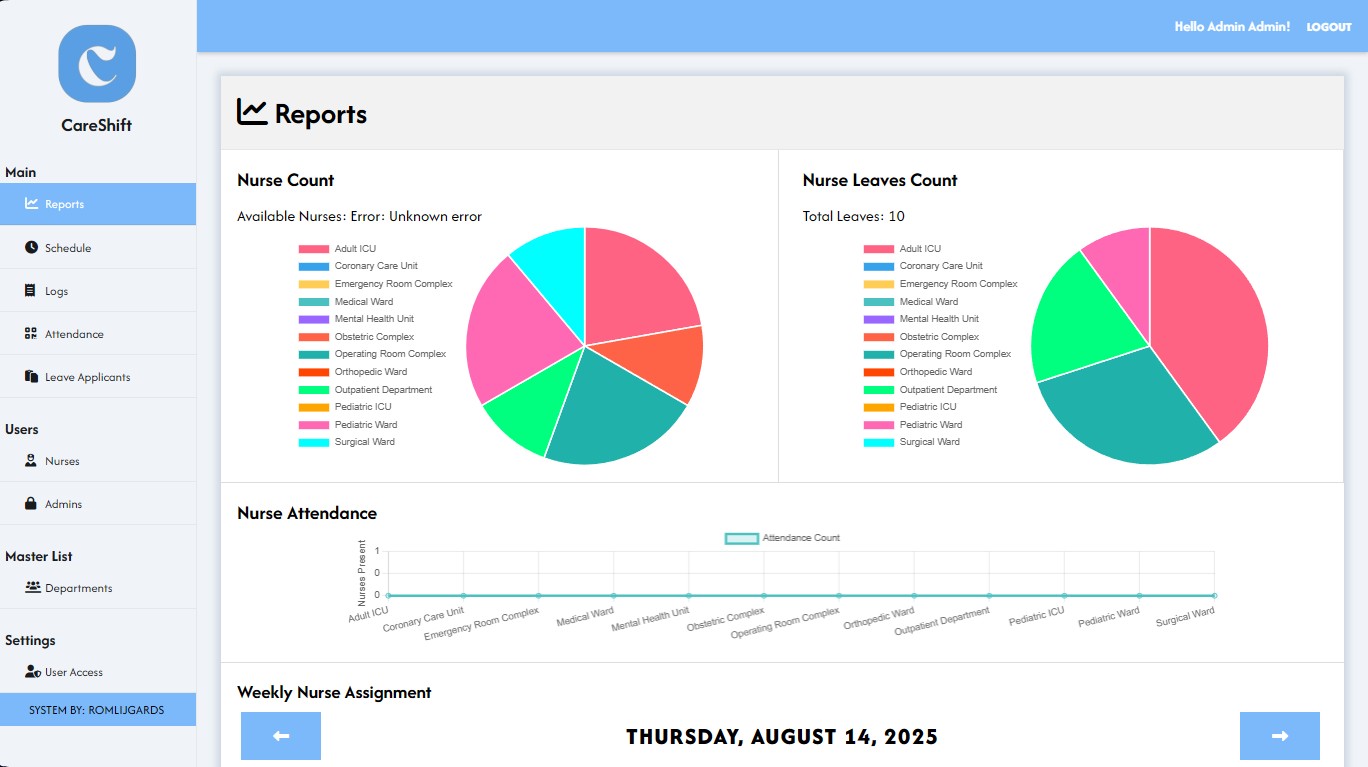 Hello Admin Admin! LOGOUT
CareShift
Main
Reports
Schedule
Logs
Attendance
Leave Applicants
Users
Nurses
Admins
Master List
Departments
Settings
User Access
SYSTEM BY: ROMLIJGARDS
Reports
Nurse Count
Available Nurses: Error: Unknown error
Adult ICU
Coronary Care Unit
Emergency Room Complex
Medical Ward
Mental Health Unit
Obstetric Complex
Operating Room Complex
Orthopedic Ward
Outpatient Department
Pediatric ICU
Pediatric Ward
Surgical Ward
Nurse Leaves Count
Total Leaves: 10
Adult ICU
Coronary Care Unit
Emergency Room Complex
Medical Ward
Mental Health Unit
Obstetric Complex
Operating Room Complex
Orthopedic Ward
Outpatient Department
Pediatric ICU
Pediatric Ward
Surgical Ward
Nurse Attendance
Attendance Count
Nurses Present
1
0
0
Adult ICU
Coronary Care Unit
Emergency Room Complex
Medical Ward
Mental Health Unit
Obstetric Complex
Operating Room Complex
Orthopedic Ward
Outpatient Department
Pediatric ICU
Pediatric Ward
Surgical Ward
Weekly Nurse Assignment
THURSDAY, AUGUST 14, 2025